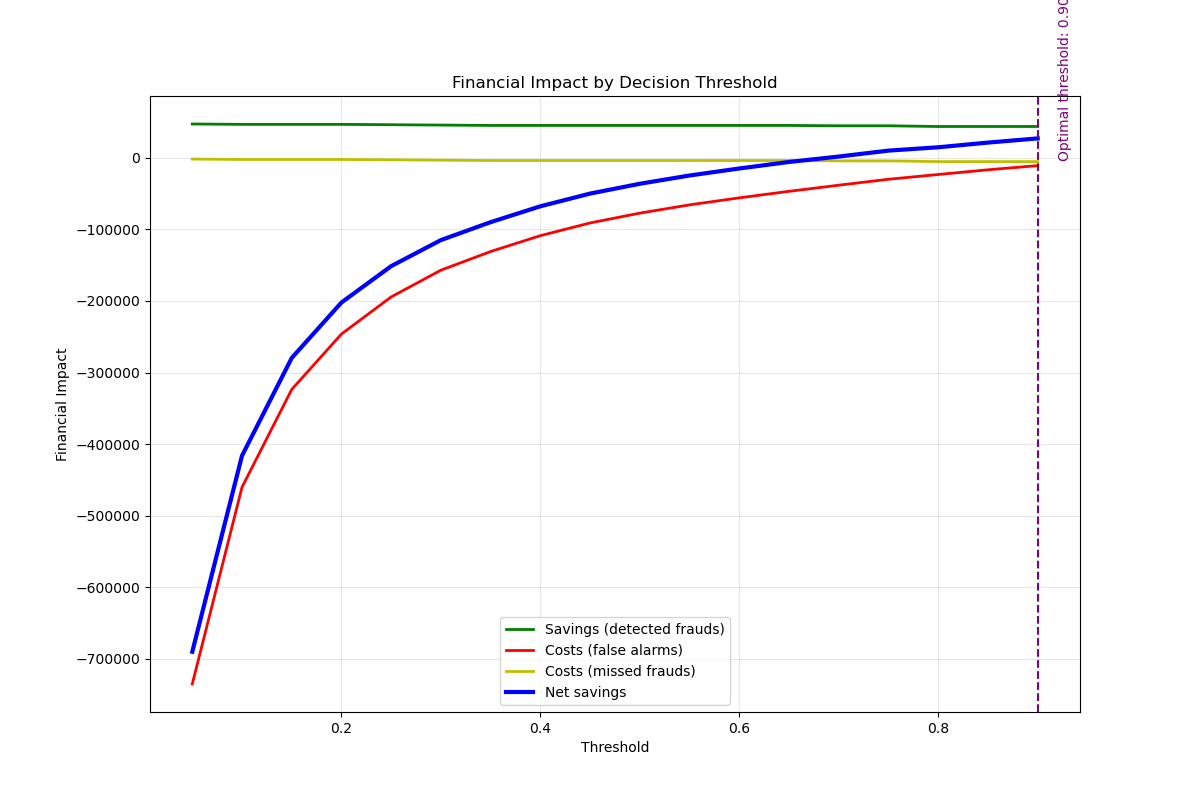 Optimal threshold: 0.90
Financial Impact by Decision Threshold
0
−100000
−200000
−300000
−400000
−500000
−600000
−700000
Financial Impact
Savings (detected frauds)
Costs (false alarms)
Costs (missed frauds)
Net savings
0.2
0.4
0.6
0.8
Threshold